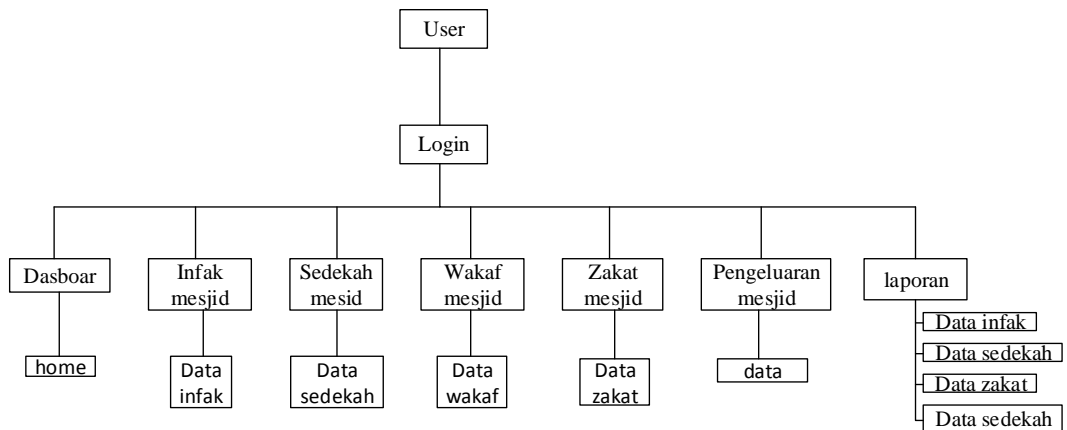 User
Login
Dasboar
Infak
mesjid
Sedekah
mesid
Wakaf
mesjid
Zakat
mesjid
Pengeluaran
mesjid
laporan
home
Data
infak
Data
sedekah
Data
wakaf
Data
zakat
data
Data infak
Data sedekah
Data zakat
Data sedekah